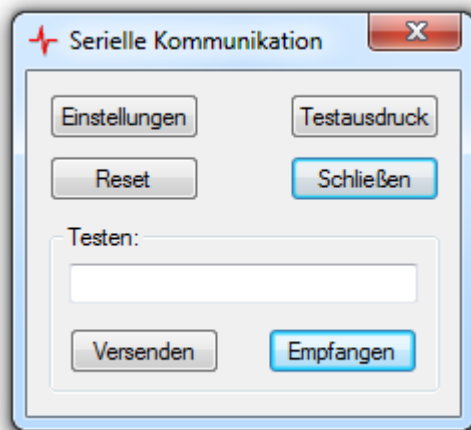 Serielle Kommunikation
Einstellungen Testausdruck
Reset Schließen
Testen:
Versenden Empfangen